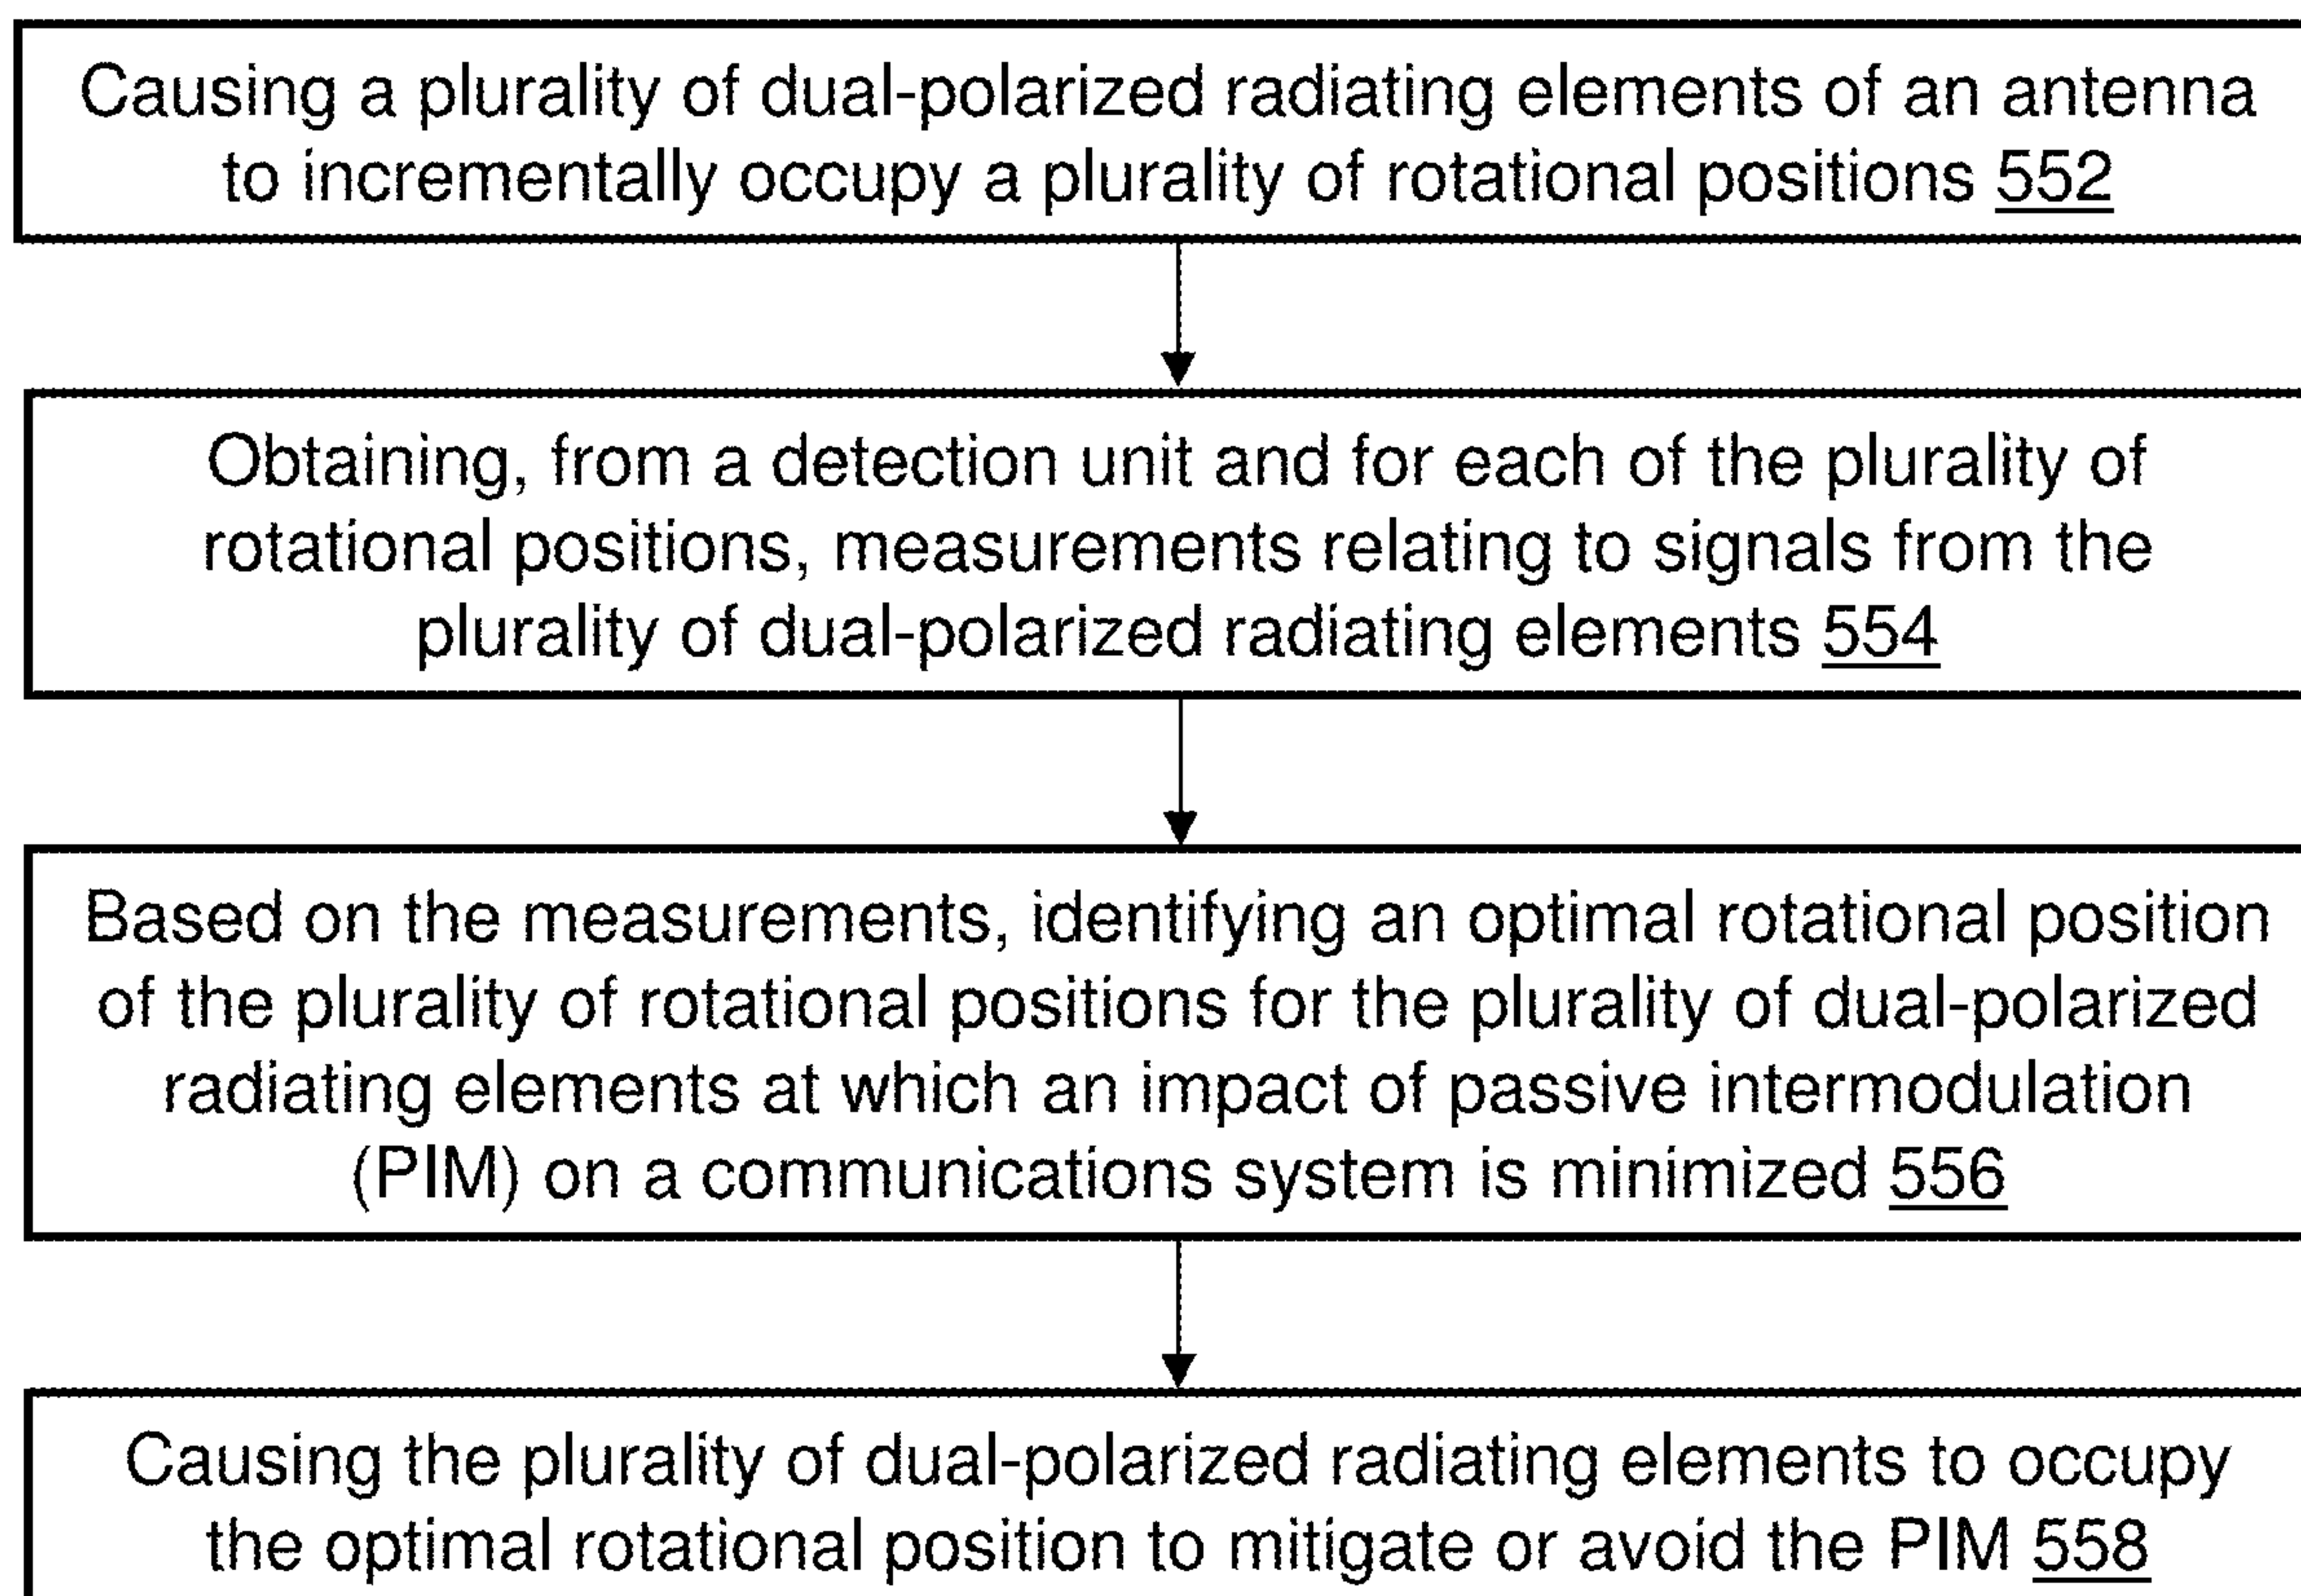 Causing a plurality of dual-polarized radiating elements of an antenna
to incrementally occupy a plurality of rotational positions 552
Obtaining, from a detection unit and for each of the plurality of
rotational positions, measurements relating to signals from the
plurality of dual-polarized radiating elements 554
Based on the measurements, identifying an optimal rotational position
of the plurality of rotational positions for the plurality of dual-polarized
radiating elements at which an impact of passive intermodulation
(PIM) on a communications system is minimized 556
Causing the plurality of dual-polarized radiating elements to occupy
the optimal rotational position to mitigate or avoid the PIM 558